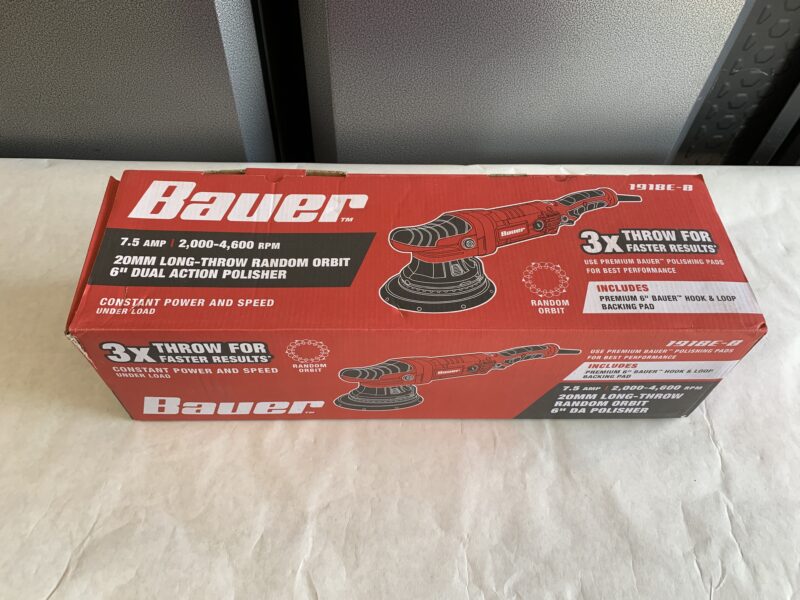 Bauer™
1918E-B
7.5 AMP | 2,000-4,600 RPM
20MM LONG-THROW RANDOM ORBIT
6" DUAL ACTION POLISHER
CONSTANT POWER AND SPEED
UNDER LOAD
Bauer
RANDOM
ORBIT
3x THROW FOR
FASTER RESULTS*
USE PREMIUM BAUER™ POLISHING PADS
FOR BEST PERFORMANCE
INCLUDES
PREMIUM 6" BAUER™ HOOK & LOOP
BACKING PAD
3x THROW FOR
FASTER RESULTS*
CONSTANT POWER AND SPEED
UNDER LOAD
RANDOM
ORBIT
Bauer™
Bauer
1918E-B
USE PREMIUM BAUER™ POLISHING PADS
FOR BEST PERFORMANCE
INCLUDES
PREMIUM 6" BAUER™ HOOK & LOOP
BACKING PAD
7.5 AMP | 2,000-4,600 RPM
20MM LONG-THROW
RANDOM ORBIT
6" DA POLISHER